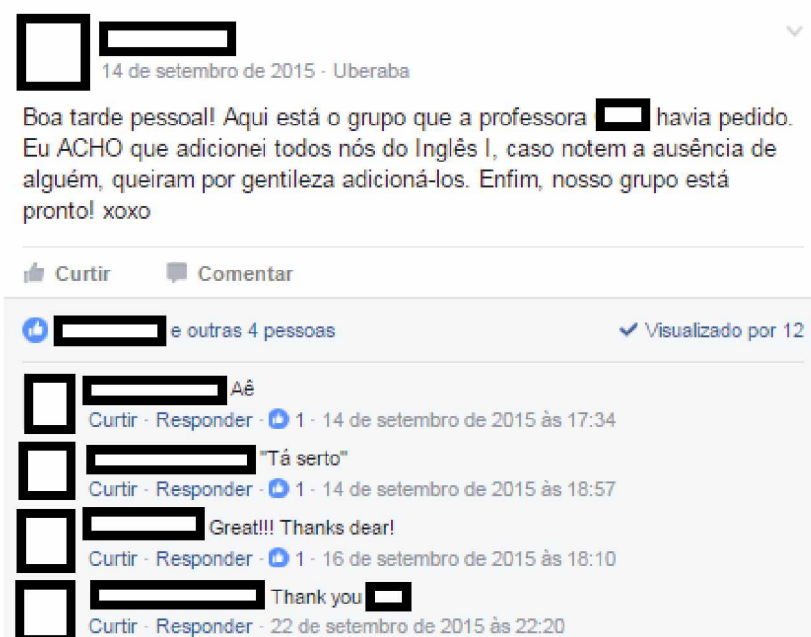 14 de setembro de 2015 · Uberaba
Boa tarde pessoal! Aqui está o grupo que a professora havia pedido.
Eu ACHO que adicionei todos nós do Inglês I, caso notem a ausência de
alguém, queiram por gentileza adicioná-los. Enfim, nosso grupo está
pronto! xoxo
Curtir Comentar
e outras 4 pessoas Visualizado por 12
Aê
Curtir · Responder · 1 · 14 de setembro de 2015 às 17:34
"Tá serto"
Curtir · Responder · 1 · 14 de setembro de 2015 às 18:57
Great!!! Thanks dear!
Curtir · Responder · 1 · 16 de setembro de 2015 às 18:10
Thank you
Curtir · Responder · 22 de setembro de 2015 às 22:20